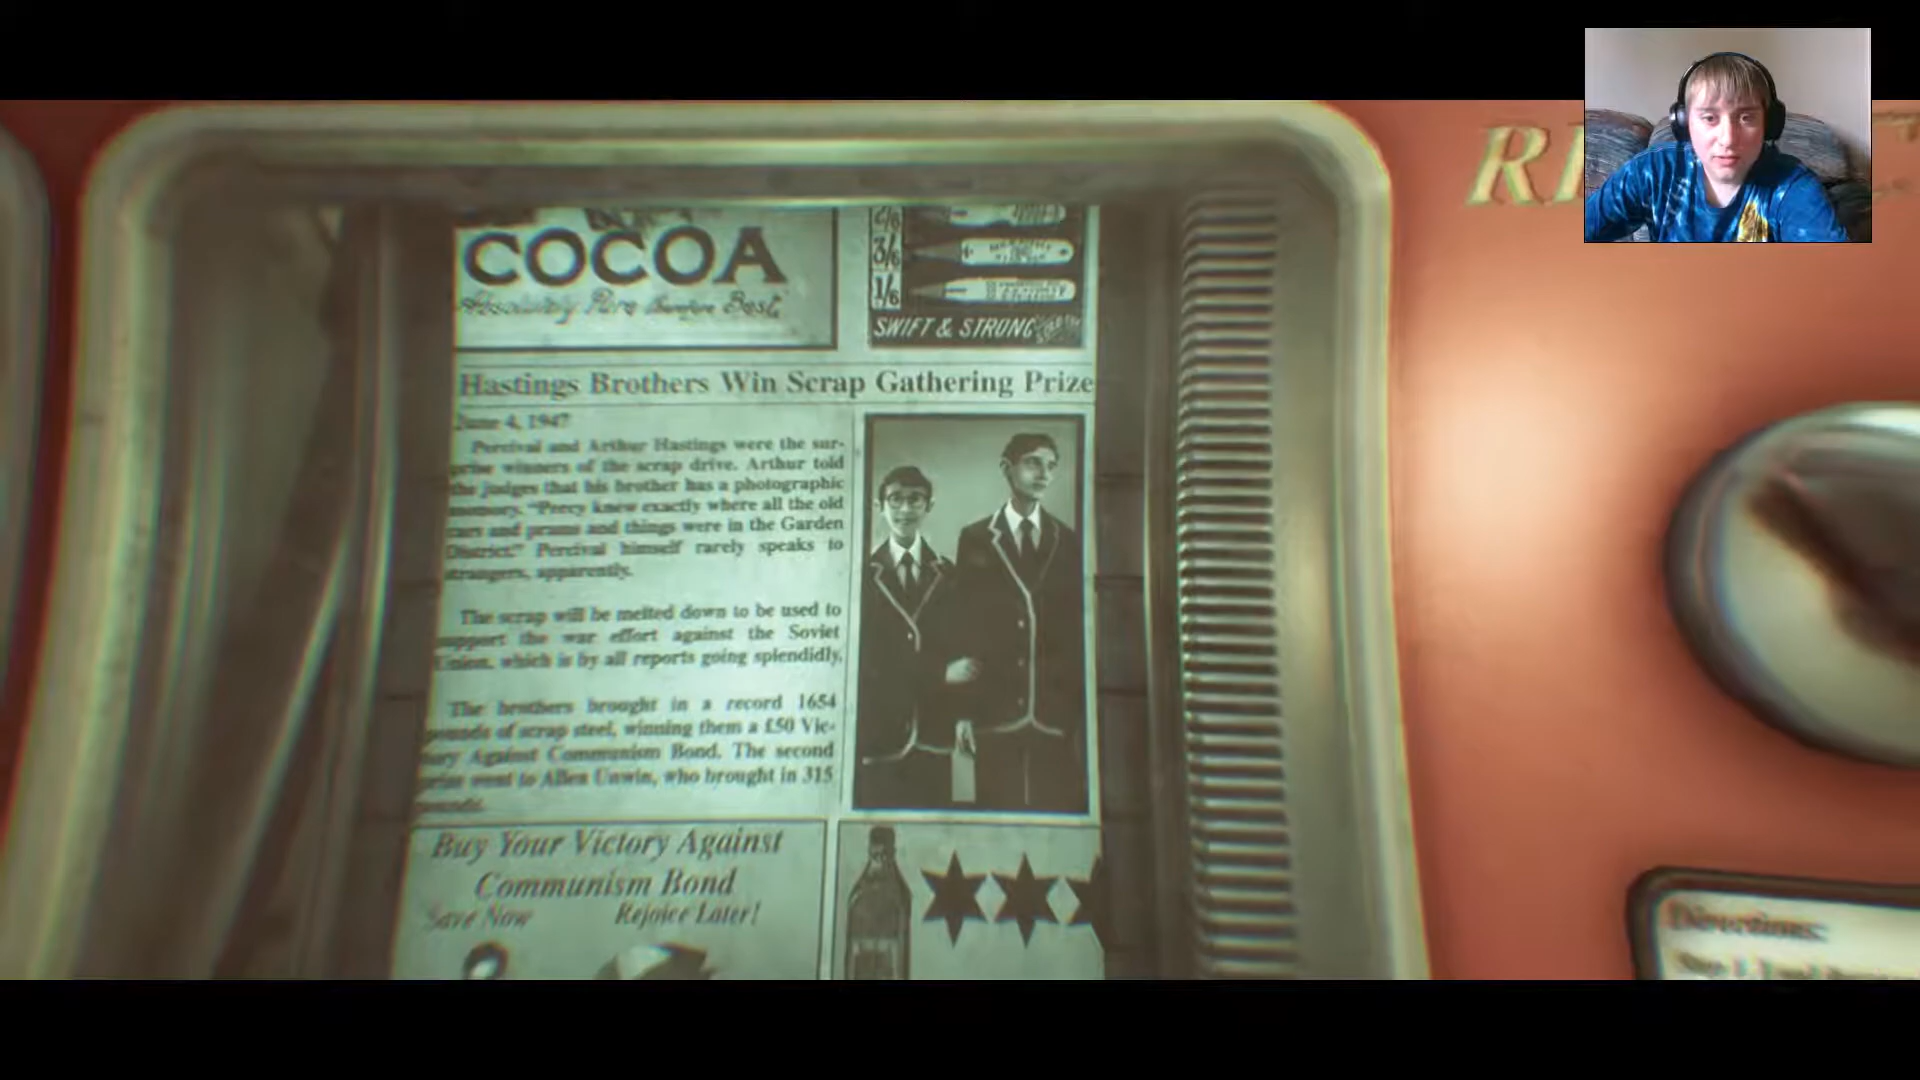 COCOA
Absolutely Pure Therefore Best
2/6
3/6
1/6
SWIFT & STRONG
RE
Hastings Brothers Win Scrap Gathering Prize
June 4, 1947
Percival and Arthur Hastings were the sur-
prise winners of the scrap drive. Arthur told
the judges that his brother has a photographic
memory. "Percy knew exactly where all the old
cars and prams and things were in the Garden
District." Percival himself rarely speaks to
strangers, apparently.
The scrap will be melted down to be used to
support the war effort against the Soviet
Union, which is by all reports going splendidly.
The brothers brought in a record 1654
pounds of scrap steel, winning them a £50 Vic-
tory Against Communism Bond. The second
prize went to Allen Unwin, who brought in 315
pounds.
Buy Your Victory Against
Communism Bond
Save Now Rejoice Later!
Directions: